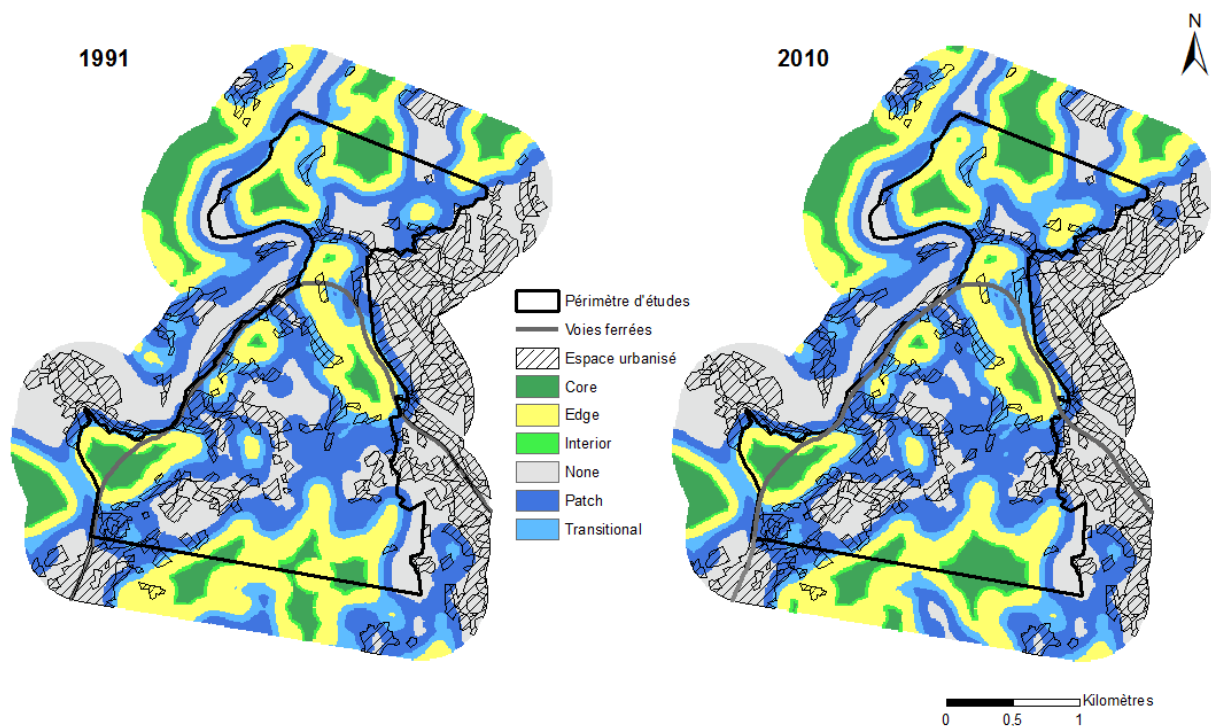 N
1991
2010
Périmètre d'études
Voies ferrées
Espace urbanisé
Core
Edge
Interior
None
Patch
Transitional
Kilomètres
0 0.5 1